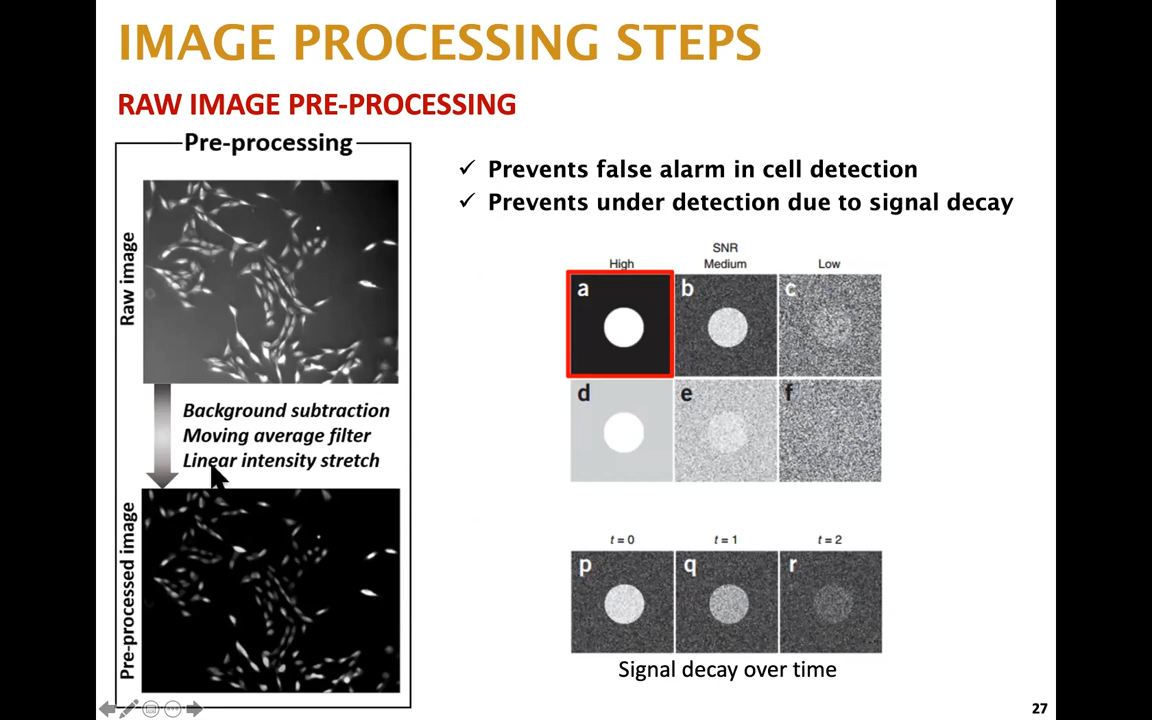 IMAGE PROCESSING STEPS
RAW IMAGE PRE-PROCESSING
Pre-processing
Raw image
Background subtraction
Moving average filter
Linear intensity stretch
Pre-processed image
✓ Prevents false alarm in cell detection
✓ Prevents under detection due to signal decay
SNR
High Medium Low
a b c
d e f
t = 0 t = 1 t = 2
p q r
Signal decay over time
27